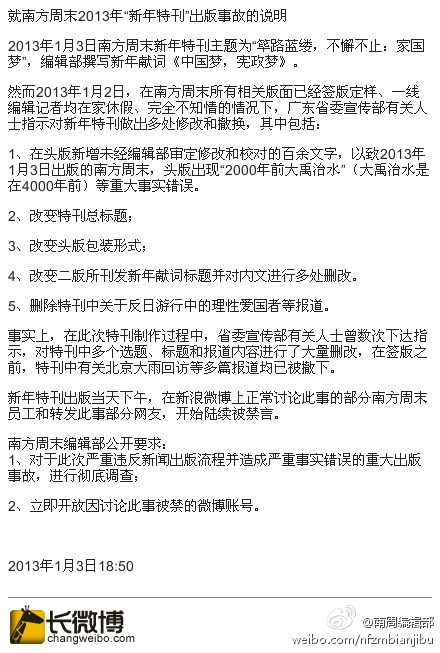 就南方周末2013年“新年特刊”出版事故的说明
2013年1月3日南方周末新年特刊主题为“筚路蓝缕，不懈不止：家国
梦”，编辑部撰写新年献词《中国梦，宪政梦》。
然而2013年1月2日，在南方周末所有相关版面已经签版定样、一线
编辑记者均在家休假、完全不知情的情况下，广东省委宣传部有关人
士指示对新年特刊做出多处修改和撤换，其中包括：
1、在头版新增未经编辑部审定修改和校对的百余文字，以致2013年
1月3日出版的南方周末，头版出现“2000年前大禹治水”（大禹治水是
在4000年前）等重大事实错误。
2、改变特刊总标题；
3、改变头版包装形式；
4、改变二版所刊发新年献词标题并对内文进行多处删改。
5、删除特刊中关于反日游行中的理性爱国者等报道。
事实上，在此次特刊制作过程中，省委宣传部有关人士曾数次下达指
示，对特刊中多个选题、标题和报道内容进行了大量删改，在签版之
前，特刊中有关北京大雨回访等多篇报道均已被撤下。
新年特刊出版当天下午，在新浪微博上正常讨论此事的部分南方周末
员工和转发此事部分网友，开始陆续被禁言。
南方周末编辑部公开要求：
1、对于此次严重违反新闻出版流程并造成严重事实错误的重大出版
事故，进行彻底调查；
2、立即开放因讨论此事被禁的微博账号。
2013年1月3日18:50
长微博
changweibo.com
@南周编辑部
weibo.com/nfzmbianjibu